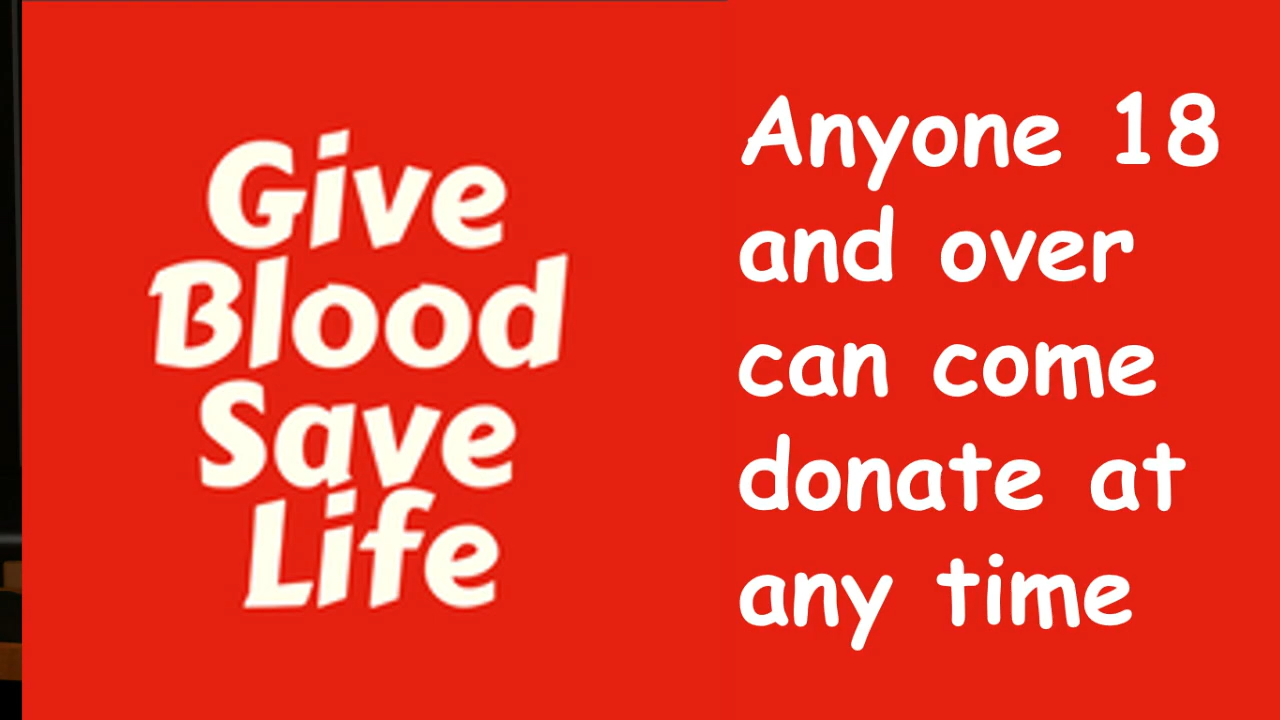 Give
Blood
Save
Life
Anyone 18
and over
can come
donate at
any time